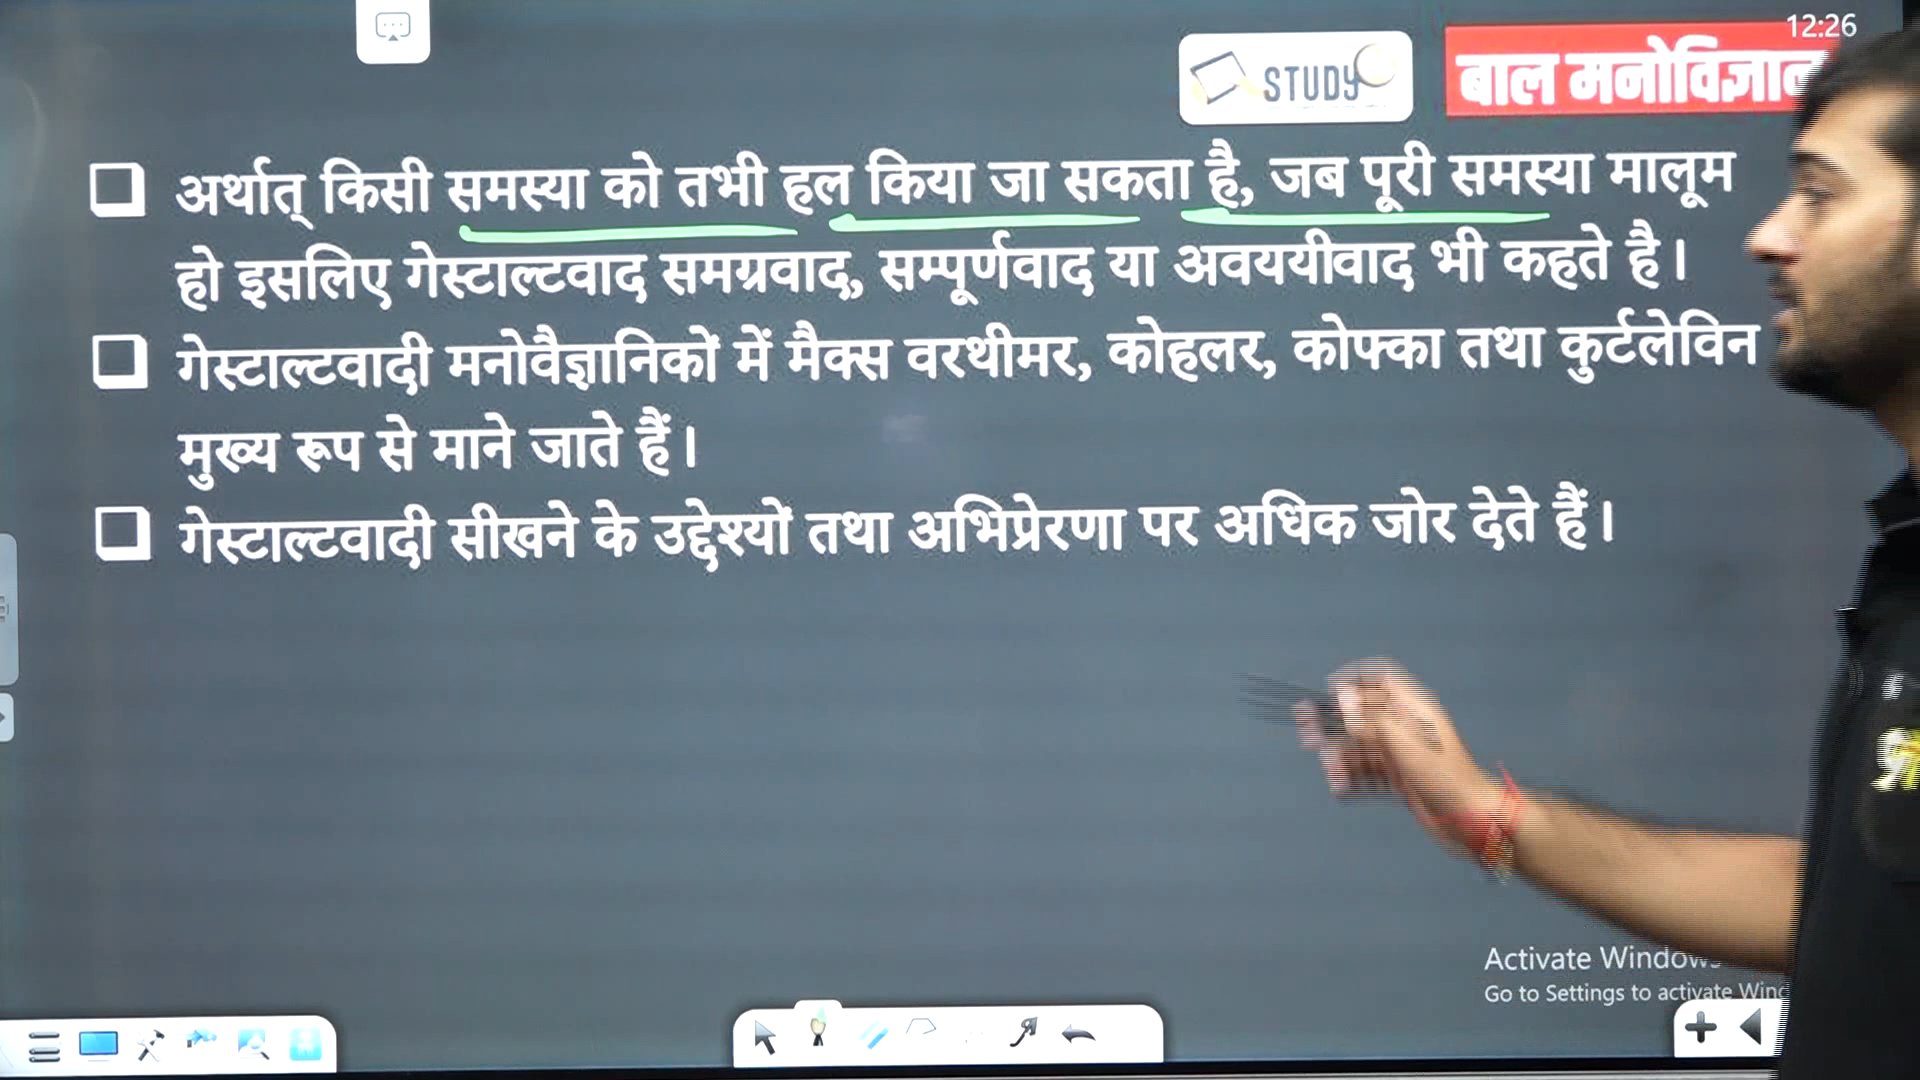 12:26
STUDY
बाल मनोविज्ञान
अर्थात् किसी समस्या को तभी हल किया जा सकता है, जब पूरी समस्या मालूम
हो इसलिए गेस्टाल्टवाद समग्रवाद, सम्पूर्णवाद या अवययीवाद भी कहते है।
गेस्टाल्टवादी मनोवैज्ञानिकों में मैक्स वरथीमर, कोहलर, कोफ्का तथा कुर्टलेविन
मुख्य रूप से माने जाते हैं।
गेस्टाल्टवादी सीखने के उद्देश्यों तथा अभिप्रेरणा पर अधिक जोर देते हैं।
Activate Windows
Go to Settings to activate Wind